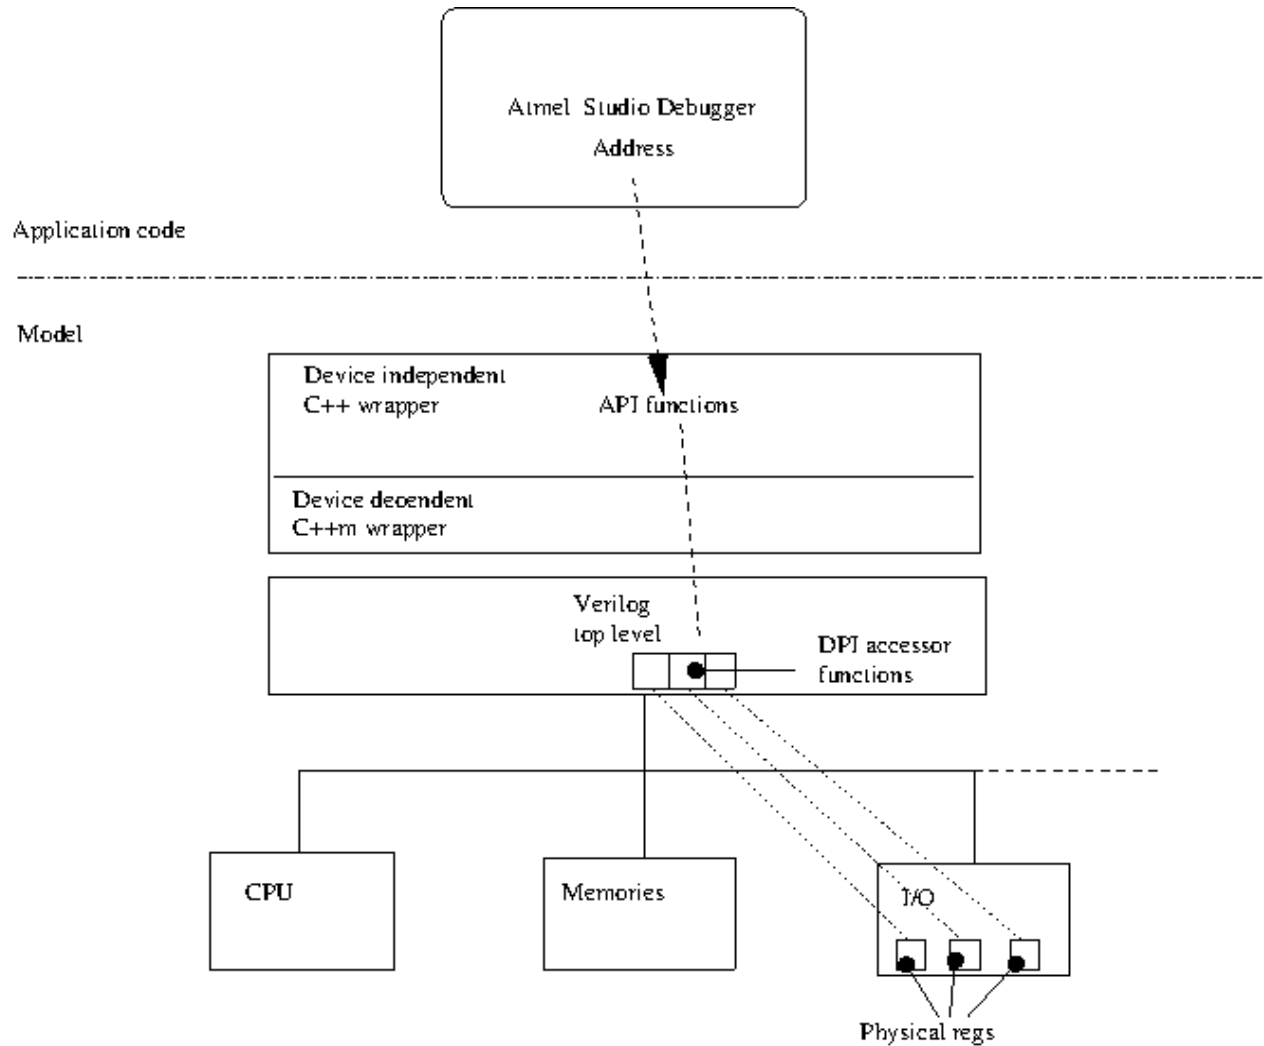 Atmel Studio Debugger
Address
Application code
Model
Device independent
C++ wrapper
API functions
Device deoendent
C++m wrapper
Verilog
top level
DPI accessor
functions
CPU
Memories
I/O
Physical regs